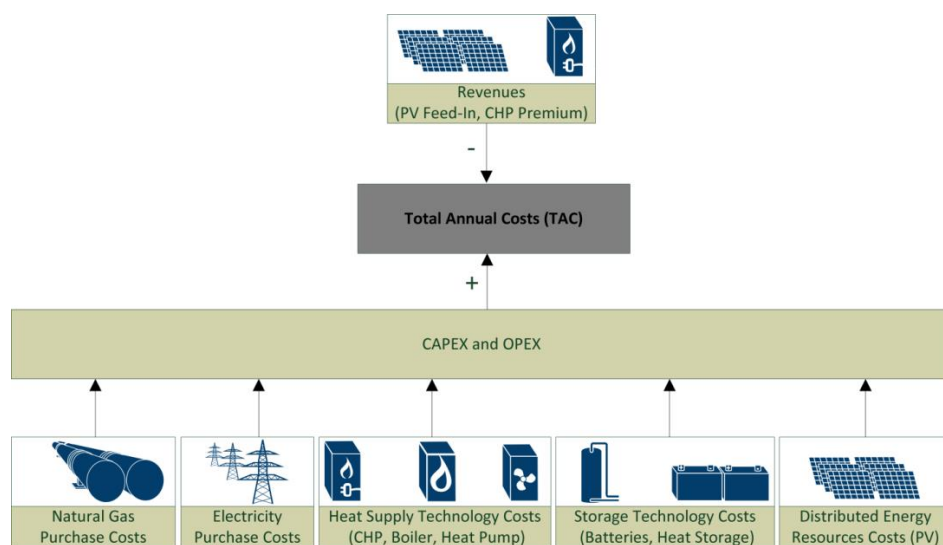 Revenues
(PV Feed-In, CHP Premium)
-
Total Annual Costs (TAC)
+
CAPEX and OPEX
Natural Gas
Purchase Costs
Electricity
Purchase Costs
Heat Supply Technology Costs
(CHP, Boiler, Heat Pump)
Storage Technology Costs
(Batteries, Heat Storage)
Distributed Energy
Resources Costs (PV)